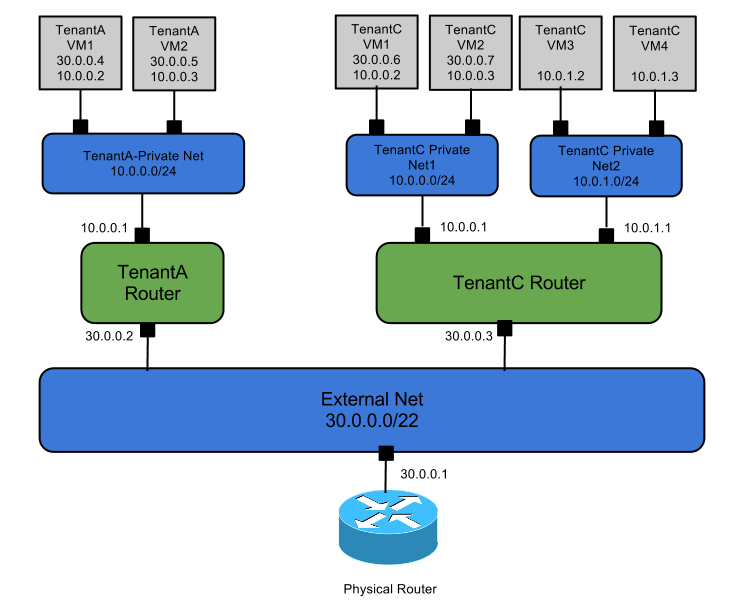 TenantA
VM1
30.0.0.4
10.0.0.2
TenantA
VM2
30.0.0.5
10.0.0.3
TenantC
VM1
30.0.0.6
10.0.0.2
TenantC
VM2
30.0.0.7
10.0.0.3
TenantC
VM3
10.0.1.2
TenantC
VM4
10.0.1.3
TenantA-Private Net
10.0.0.0/24
TenantC Private
Net1
10.0.0.0/24
TenantC Private
Net2
10.0.1.0/24
10.0.0.1
10.0.0.1
10.0.1.1
TenantA
Router
TenantC Router
30.0.0.2
30.0.0.3
External Net
30.0.0.0/22
30.0.0.1
Physical Router